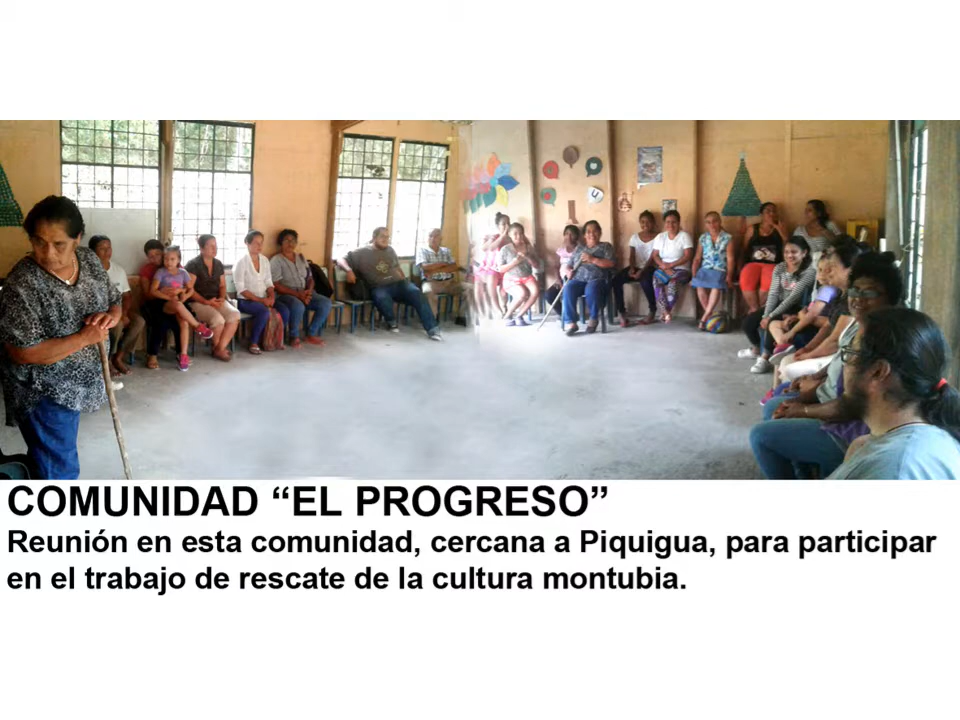 U
COMUNIDAD “EL PROGRESO”
Reunión en esta comunidad, cercana a Piquigua, para participar
en el trabajo de rescate de la cultura montubia.